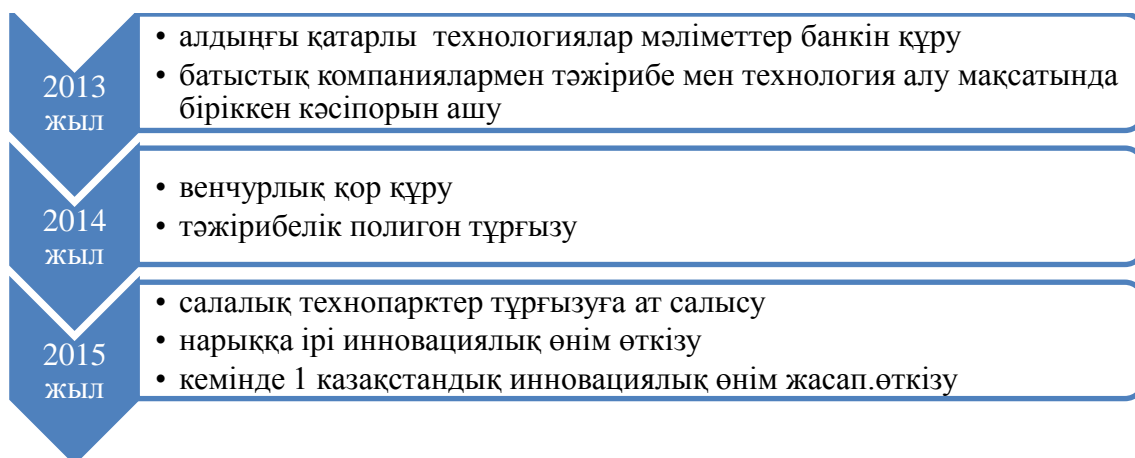 2013
жыл
• алдыңғы қатарлы  технологиялар мәліметтер банкін құру
• батыстық компаниялармен тәжірибе мен технология алу мақсатында
біріккен кәсіпорын ашу
2014
жыл
• венчурлық қор құру
• тәжірибелік полигон тұрғызу
2015
жыл
• салалық технопарктер тұрғызуға ат салысу
• нарыққа ірі инновациялық өнім өткізу
• кемінде 1 казақстандық инновациялық өнім жасап.өткізу